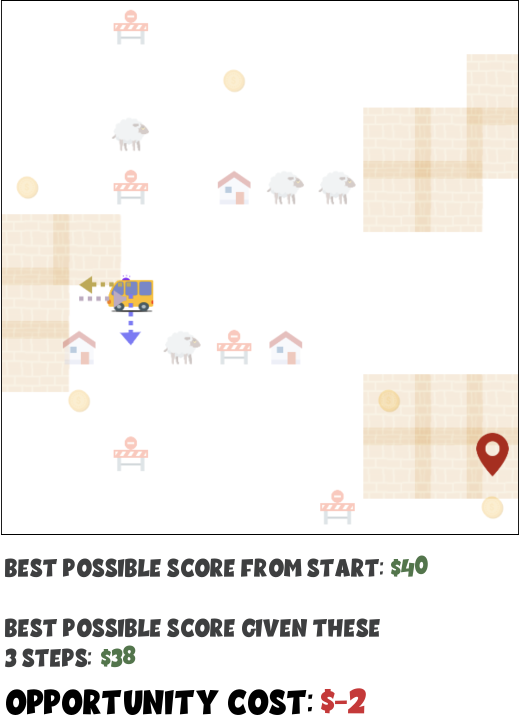 BEST POSSIBLE SCORE FROM START: $40
BEST POSSIBLE SCORE GIVEN THESE
3 STEPS: $38
OPPORTUNITY COST: $-2